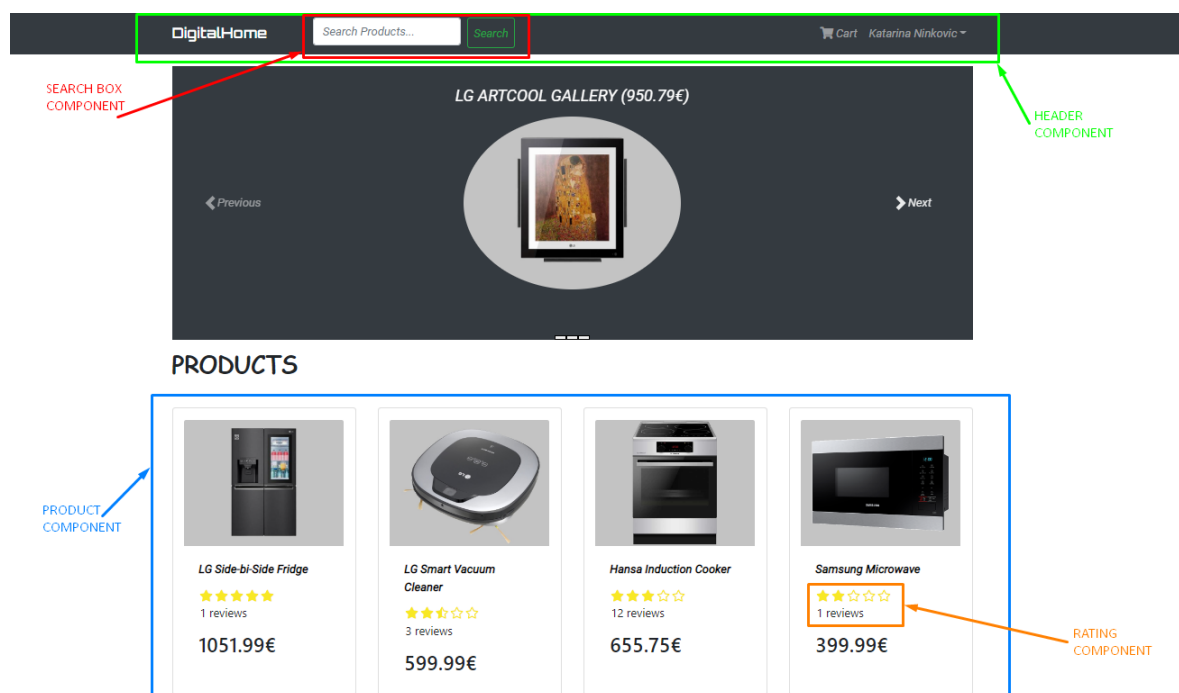 DigitalHome
Search Products...
Search
Cart
Katarina Ninkovic
SEARCH BOX
COMPONENT
HEADER
COMPONENT
LG ARTCOOL GALLERY (950.79€)
Previous
Next
PRODUCTS
PRODUCT
COMPONENT
LG Side-bi-Side Fridge
1 reviews
1051.99€
LG Smart Vacuum
Cleaner
3 reviews
599.99€
Hansa Induction Cooker
12 reviews
655.75€
Samsung Microwave
1 reviews
399.99€
RATING
COMPONENT